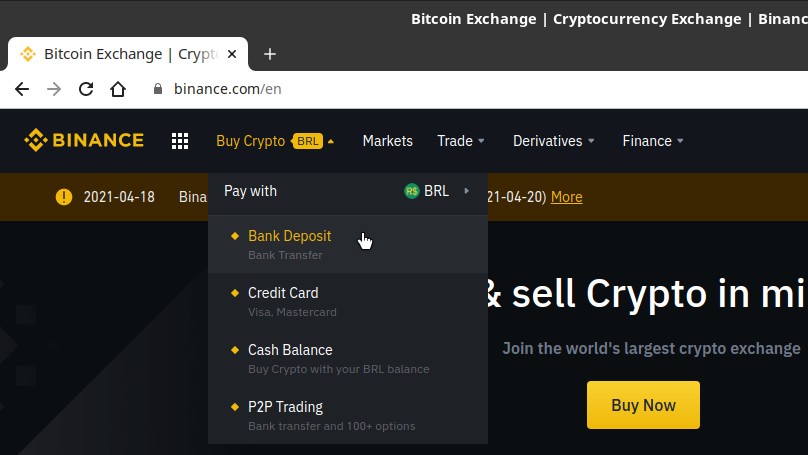 Bitcoin Exchange | Cryptocurrency Exchange | Binanc
Bitcoin Exchange | Crypt
binance.com/en
BINANCE Buy Crypto BRL Markets Trade Derivatives Finance
Pay with R$ BRL
2021-04-18 Bina 21-04-20) More
Bank Deposit
Bank Transfer
Credit Card
Visa, Mastercard
& sell Crypto in mi
Cash Balance
Buy Crypto with your BRL balance
Join the world's largest crypto exchange
P2P Trading
Bank transfer and 100+ options
Buy Now